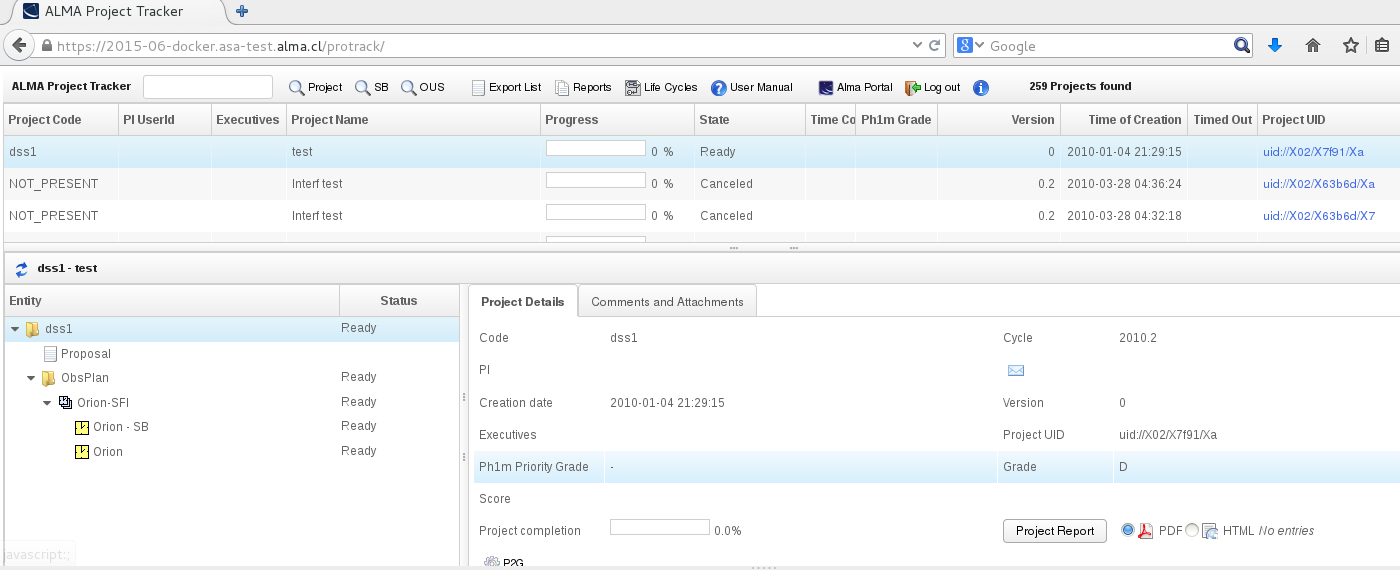 ALMA Project Tracker
https://2015-06-docker.asa-test.alma.cl/protrack/
Google
ALMA Project Tracker Project SB OUS Export List Reports Life Cycles User Manual Alma Portal Log out 259 Projects found
Project Code PI UserId Executives Project Name Progress State Time Co Ph1m Grade Version Time of Creation Timed Out Project UID
dss1 test 0 % Ready 0 2010-01-04 21:29:15 uid://X02/X7f91/Xa
NOT_PRESENT Interf test 0 % Canceled 0.2 2010-03-28 04:36:24 uid://X02/X63b6d/Xa
NOT_PRESENT Interf test 0 % Canceled 0.2 2010-03-28 04:32:18 uid://X02/X63b6d/X7
dss1 - test
Entity Status
dss1 Ready
Proposal
ObsPlan Ready
Orion-SFI Ready
Orion - SB Ready
Orion Ready
javascript:;
Project Details Comments and Attachments
Code dss1 Cycle 2010.2
PI
Creation date 2010-01-04 21:29:15 Version 0
Executives Project UID uid://X02/X7f91/Xa
Ph1m Priority Grade - Grade D
Score
Project completion 0.0% Project Report PDF HTML No entries
P2G